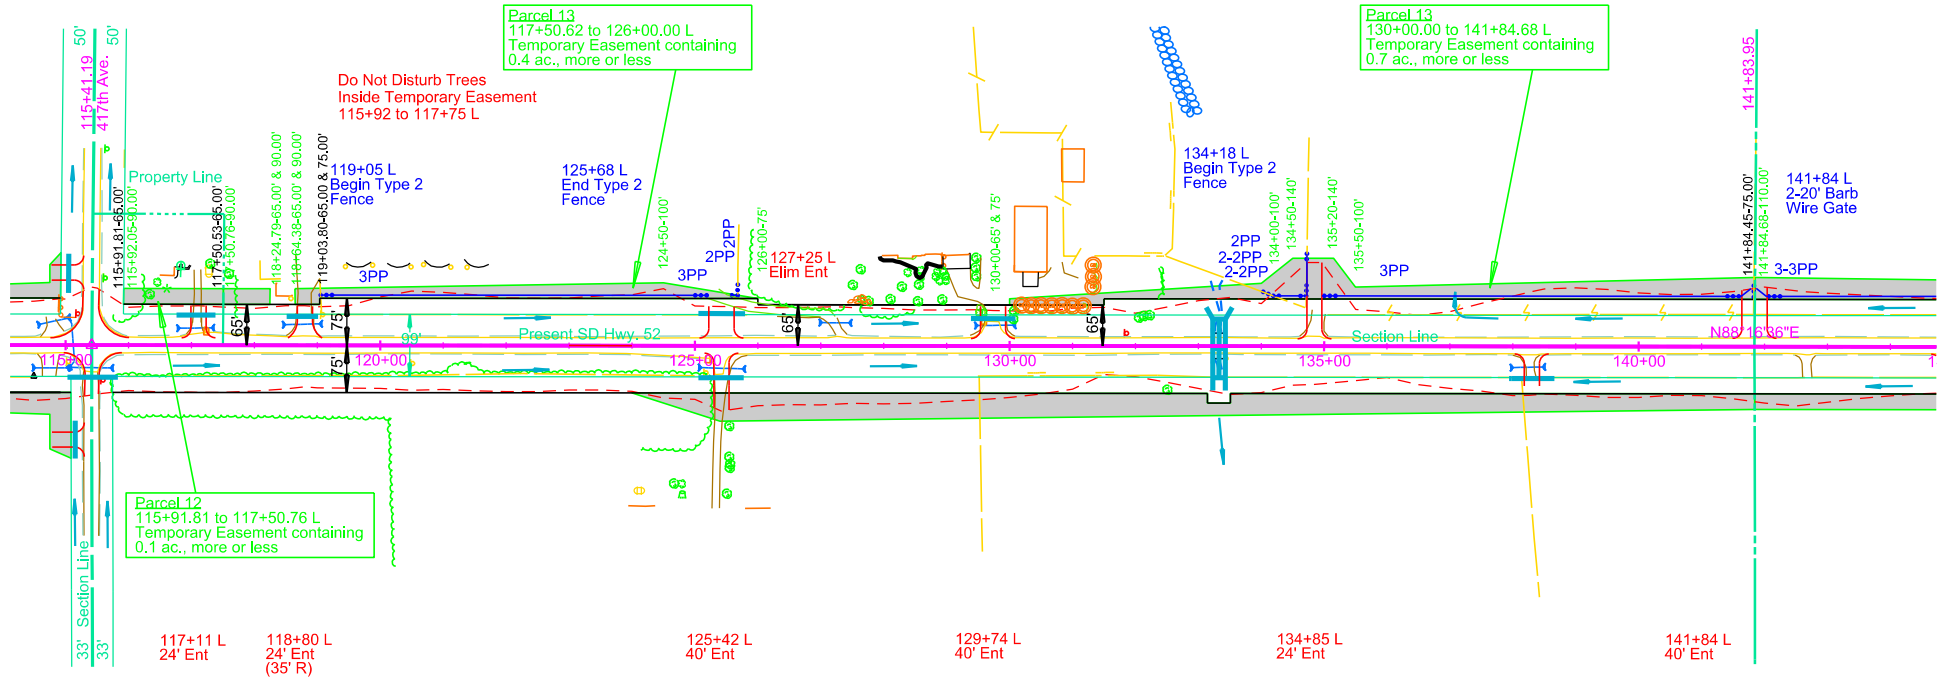 Parcel 13
117+50.62 to 126+00.00 L
Temporary Easement containing
0.4 ac., more or less
Parcel 13
130+00.00 to 141+84.68 L
Temporary Easement containing
0.7 ac., more or less
50'
50'
115+41.19
417th Ave.
Do Not Disturb Trees
Inside Temporary Easement
115+92 to 117+75 L
141+83.95
Property Line
119+05 L
Begin Type 2
Fence
125+68 L
End Type 2
Fence
134+18 L
Begin Type 2
Fence
141+84 L
2-20' Barb
Wire Gate
115+91.81-65.00'
115+92.05-90.00'
117+50.53-65.00'
117+50.76-90.00'
118+24.79-65.00' & 90.00'
118+64.38-65.00' & 90.00'
119+03.80-65.00 & 75.00'
124+50-100'
126+00-75'
130+00-65' & 75'
134+00-100'
134+50-140'
135+20-140'
135+50-100'
141+84.45-75.00'
141+84.68-110.00'
3PP
3PP
2PP
2PP
127+25 L
Elim Ent
2PP
2-2PP
2-2PP
3PP
3-3PP
65'
75'
99'
75'
65'
65'
Present SD Hwy. 52
Section Line
N88°16'36"E
115+00
120+00
125+00
130+00
135+00
140+00
Parcel 12
115+91.81 to 117+50.76 L
Temporary Easement containing
0.1 ac., more or less
Section Line
33'
33'
117+11 L
24' Ent
118+80 L
24' Ent
(35' R)
125+42 L
40' Ent
129+74 L
40' Ent
134+85 L
24' Ent
141+84 L
40' Ent